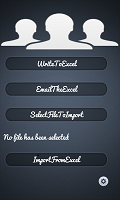 WriteToExcel
EmailTheExcel
SelectFileToImport
No file has been selected
ImportFromExcel